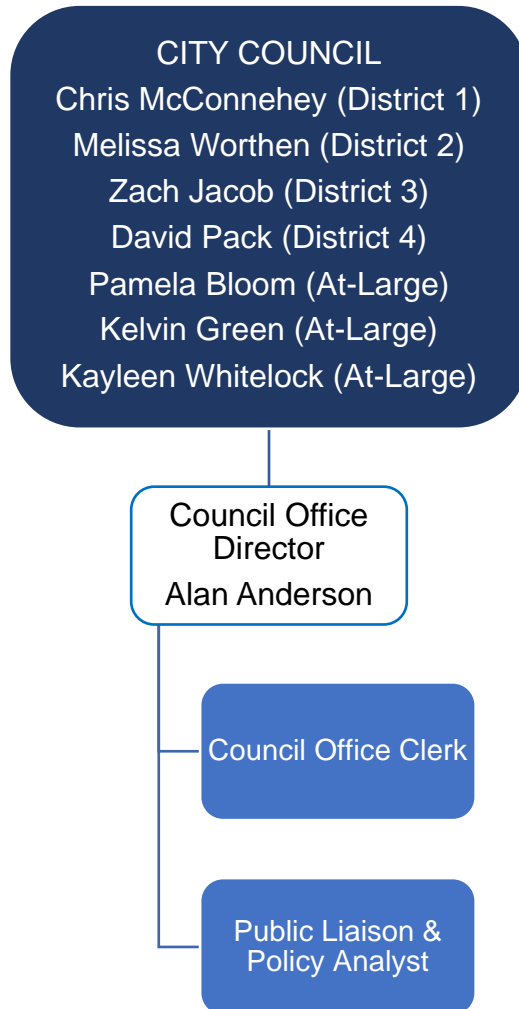 CITY COUNCIL
Chris McConnehey (District 1)
Melissa Worthen (District 2)
Zach Jacob (District 3)
David Pack (District 4)
Pamela Bloom (At-Large)
Kelvin Green (At-Large)
Kayleen Whitelock (At-Large)
Council Office
Director
Alan Anderson
Council Office Clerk
Public Liaison &
Policy Analyst